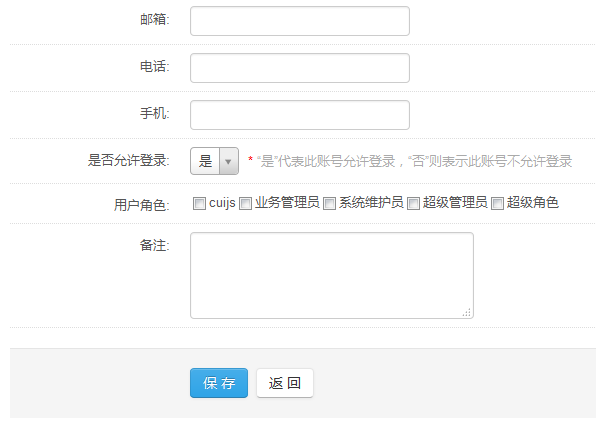 邮箱:
电话:
手机:
是否允许登录: 是 * “是”代表此账号允许登录，“否”则表示此账号不允许登录
用户角色: cuijs 业务管理员 系统维护员 超级管理员 超级角色
备注:
保 存 返 回